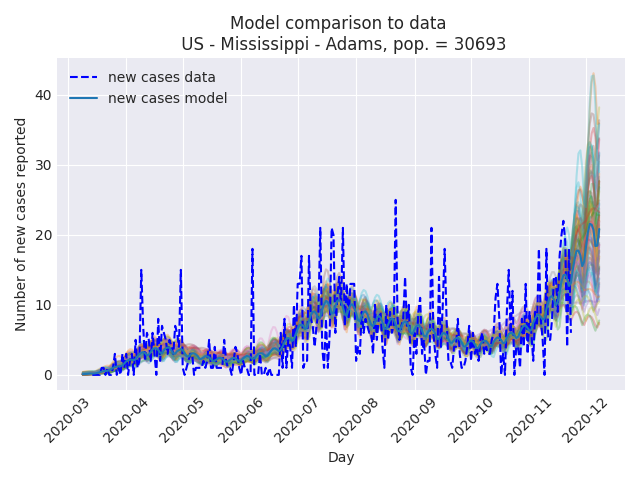 Model comparison to data
US - Mississippi - Adams, pop. = 30693
new cases data
new cases model
Number of new cases reported
40
30
20
10
0
2020-03
2020-04
2020-05
2020-06
2020-07
2020-08
2020-09
2020-10
2020-11
2020-12
Day